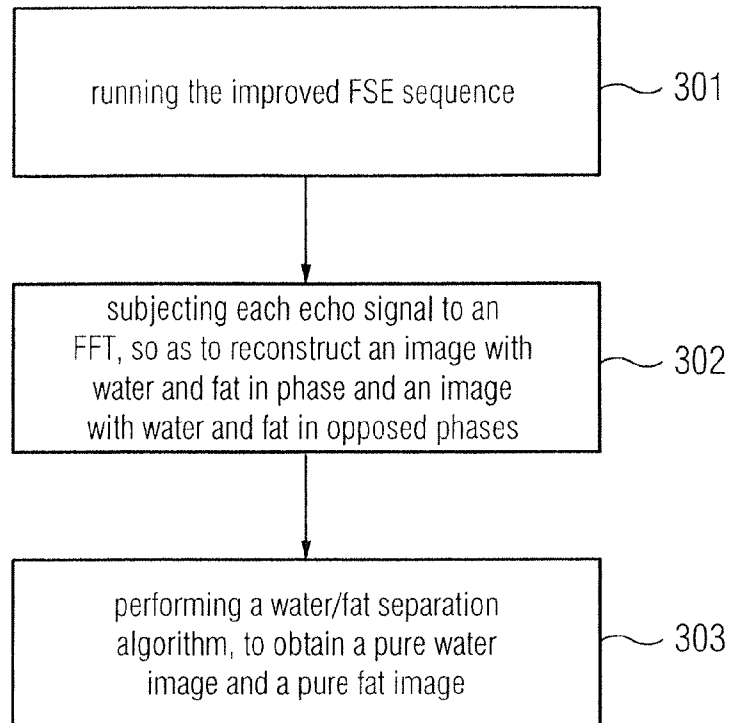 running the improved FSE sequence
301
subjecting each echo signal to an
FFT, so as to reconstruct an image with
water and fat in phase and an image
with water and fat in opposed phases
302
performing a water/fat separation
algorithm, to obtain a pure water
image and a pure fat image
303